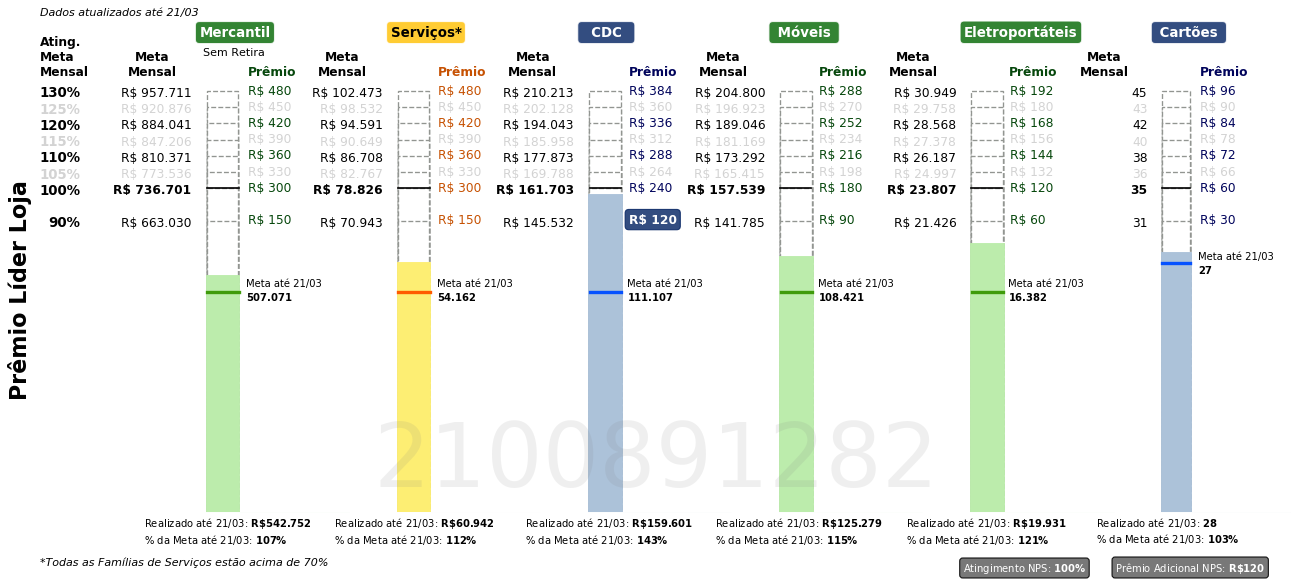 Dados atualizados até 21/03
Mercantil Serviços* CDC Móveis Eletroportáteis Cartões
Sem Retira
Ating. Meta Mensal
Meta Mensal Prêmio Meta Mensal Prêmio Meta Mensal Prêmio Meta Mensal Prêmio Meta Mensal Prêmio Meta Mensal Prêmio
130% R$ 957.711 R$ 480 R$ 102.473 R$ 480 R$ 210.213 R$ 384 R$ 204.800 R$ 288 R$ 30.949 R$ 192 45 R$ 96
125% R$ 920.876 R$ 450 R$ 98.532 R$ 450 R$ 202.128 R$ 360 R$ 196.923 R$ 270 R$ 29.758 R$ 180 43 R$ 90
120% R$ 884.041 R$ 420 R$ 94.591 R$ 420 R$ 194.043 R$ 336 R$ 189.046 R$ 252 R$ 28.568 R$ 168 42 R$ 84
115% R$ 847.206 R$ 390 R$ 90.649 R$ 390 R$ 185.958 R$ 312 R$ 181.169 R$ 234 R$ 27.378 R$ 156 40 R$ 78
110% R$ 810.371 R$ 360 R$ 86.708 R$ 360 R$ 177.873 R$ 288 R$ 173.292 R$ 216 R$ 26.187 R$ 144 38 R$ 72
105% R$ 773.536 R$ 330 R$ 82.767 R$ 330 R$ 169.788 R$ 264 R$ 165.415 R$ 198 R$ 24.997 R$ 132 36 R$ 66
100% R$ 736.701 R$ 300 R$ 78.826 R$ 300 R$ 161.703 R$ 240 R$ 157.539 R$ 180 R$ 23.807 R$ 120 35 R$ 60
90% R$ 663.030 R$ 150 R$ 70.943 R$ 150 R$ 145.532 R$ 120 R$ 141.785 R$ 90 R$ 21.426 R$ 60 31 R$ 30
Prêmio Líder Loja
Meta até 21/03 Meta até 21/03 Meta até 21/03 Meta até 21/03 Meta até 21/03 Meta até 21/03
507.071 54.162 111.107 108.421 16.382 27
2100891282
Realizado até 21/03: R$542.752 Realizado até 21/03: R$60.942 Realizado até 21/03: R$159.601 Realizado até 21/03: R$125.279 Realizado até 21/03: R$19.931 Realizado até 21/03: 28
% da Meta até 21/03: 107% % da Meta até 21/03: 112% % da Meta até 21/03: 143% % da Meta até 21/03: 115% % da Meta até 21/03: 121% % da Meta até 21/03: 103%
*Todas as Famílias de Serviços estão acima de 70%
Atingimento NPS: 100% Prêmio Adicional NPS: R$120